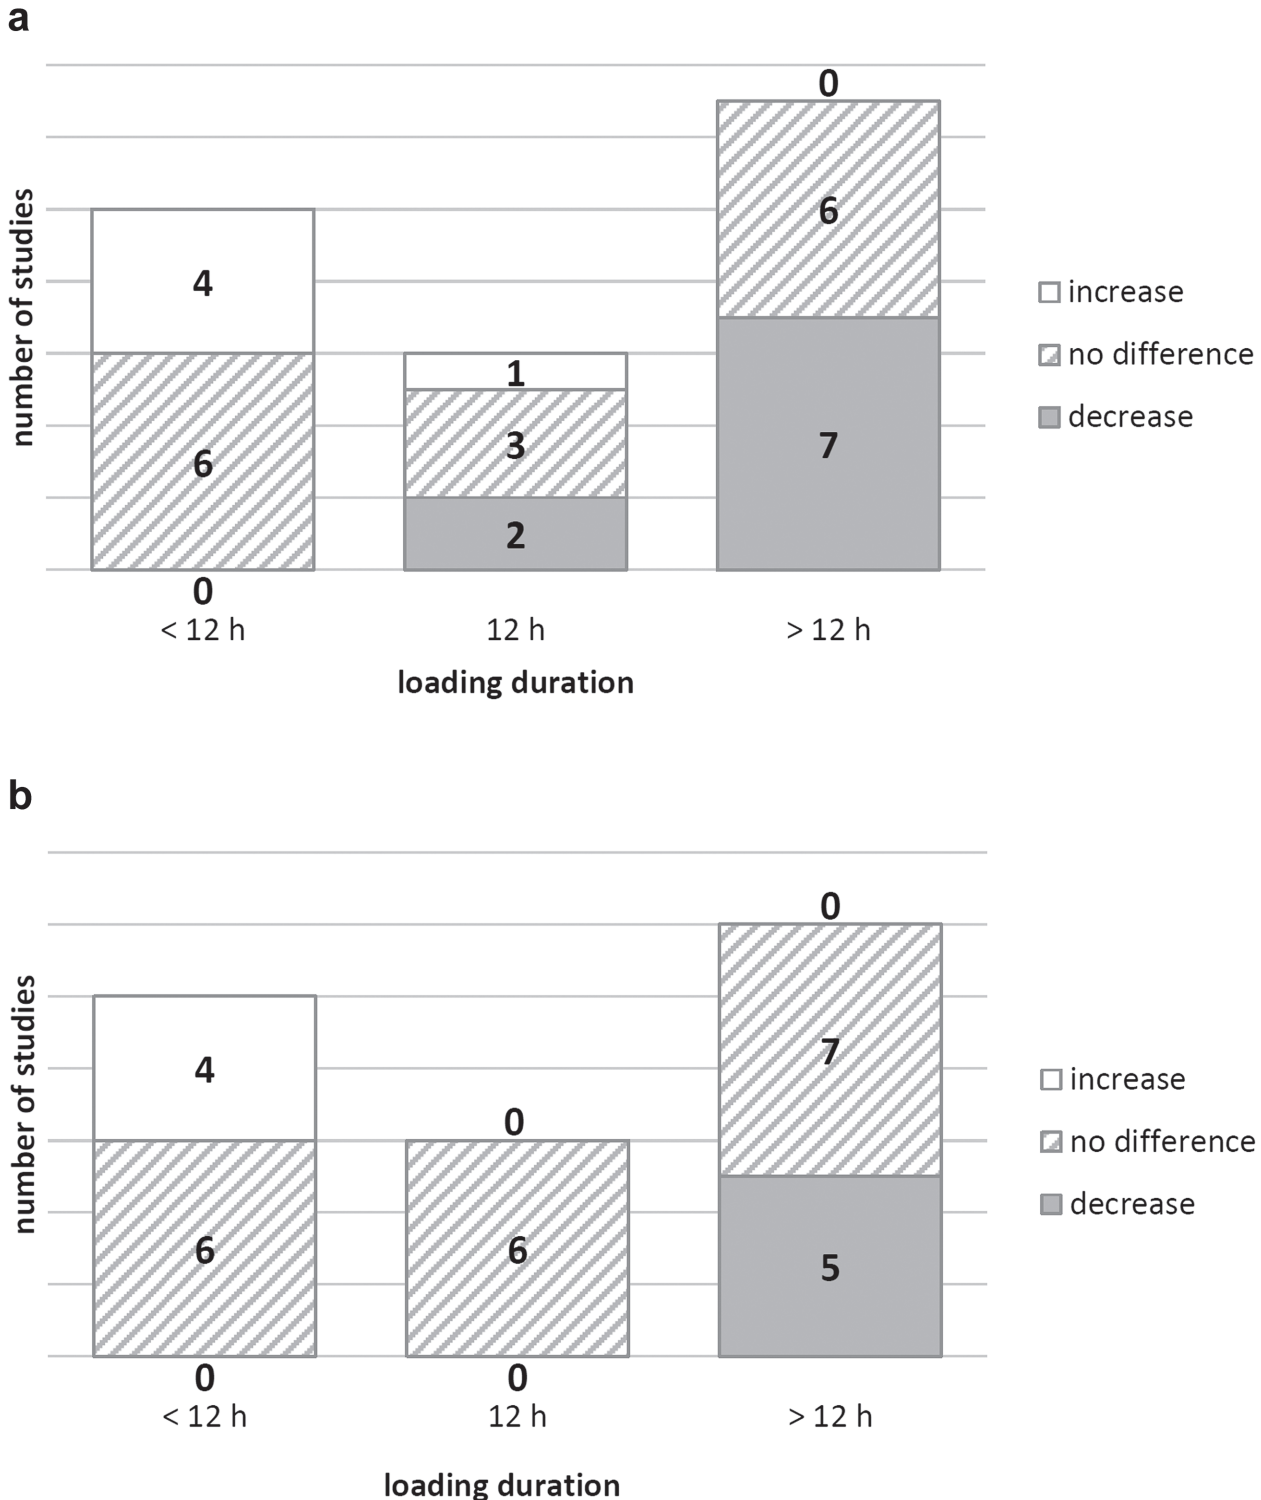 a
number of studies
0
4
6
1
6
3
7
2
0
< 12 h
12 h
> 12 h
loading duration
increase
no difference
decrease
b
number of studies
0
4
7
0
6
6
5
0
0
< 12 h
12 h
> 12 h
loading duration
increase
no difference
decrease